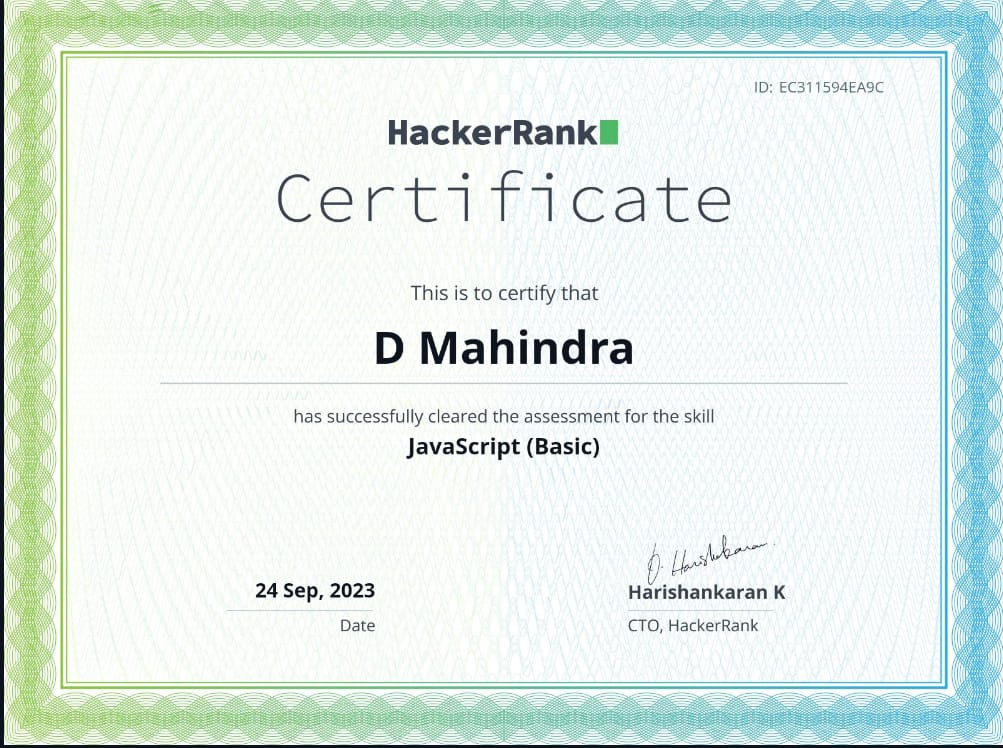 ID: EC311594EA9C
HackerRank
Certificate
This is to certify that
D Mahindra
has successfully cleared the assessment for the skill
JavaScript (Basic)
24 Sep, 2023
Date
Harishankaran K
CTO, HackerRank